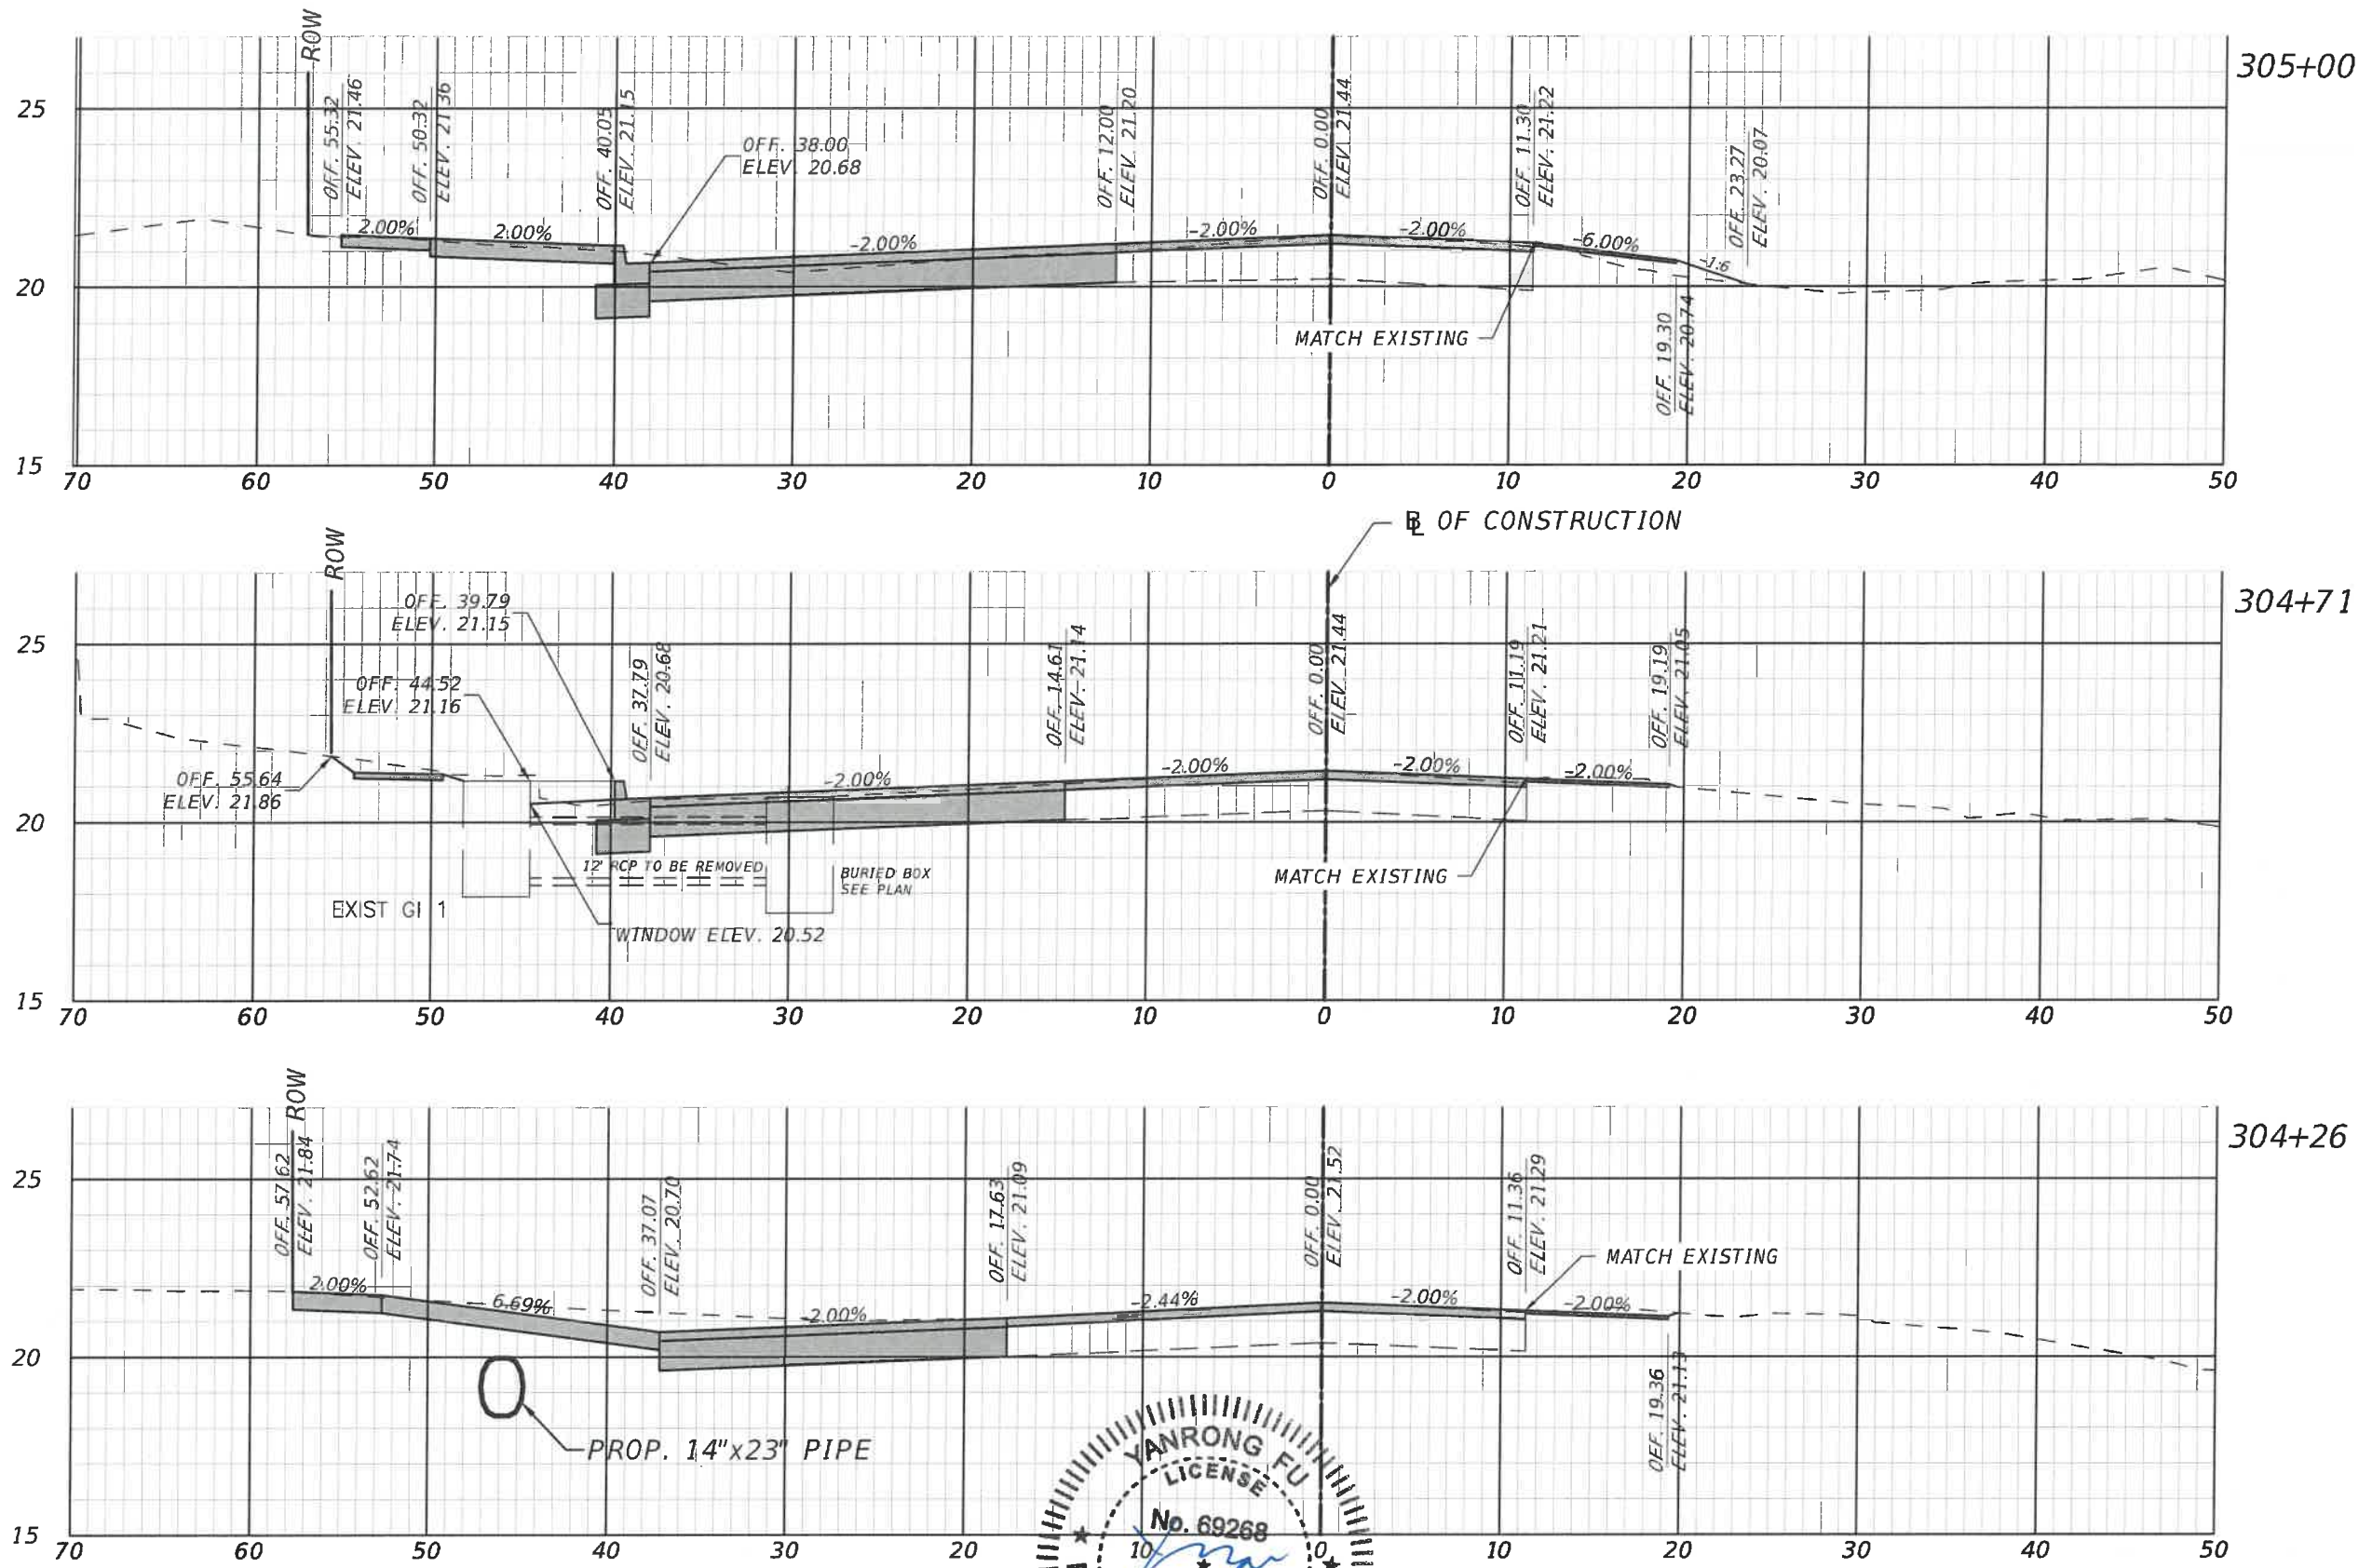 305+00
ROW
OFF. 55.32
ELEV. 21.46
OFF. 50.32
ELEV. 21.36
OFF. 40.05
ELEV. 21.15
OFF. 38.00
ELEV. 20.68
OFF. 12.00
ELEV. 21.20
OFF. 0.00
ELEV. 21.44
OFF. 11.30
ELEV. 21.22
OFF. 23.27
ELEV. 20.07
25
2.00%
2.00%
-2.00%
-2.00%
-2.00%
-6.00%
-1:6
20
MATCH EXISTING
OFF. 19.30
ELEV. 20.74
15
70 60 50 40 30 20 10 0 10 20 30 40 50
BL OF CONSTRUCTION
304+71
ROW
OFF. 39.79
ELEV. 21.15
OFF. 44.52
ELEV. 21.16
OFF. 37.79
ELEV. 20.68
OFF. 14.61
ELEV. 21.14
OFF. 0.00
ELEV. 21.44
OFF. 11.19
ELEV. 21.21
OFF. 19.19
ELEV. 21.05
25
OFF. 55.64
ELEV. 21.86
-2.00%
-2.00%
-2.00%
-2.00%
20
12' RCP TO BE REMOVED
BURIED BOX
SEE PLAN
MATCH EXISTING
EXIST GI 1
WINDOW ELEV. 20.52
15
70 60 50 40 30 20 10 0 10 20 30 40 50
304+26
ROW
OFF. 57.62
ELEV. 21.84
OFF. 52.62
ELEV. 21.74
OFF. 37.07
ELEV. 20.70
OFF. 17.63
ELEV. 21.09
OFF. 0.00
ELEV. 21.52
OFF. 11.36
ELEV. 21.29
MATCH EXISTING
25
2.00%
6.69%
-2.00%
-2.44%
-2.00%
-2.00%
20
OFF. 19.36
ELEV. 21.13
PROP. 14"x23" PIPE
YANRONG FU
LICENSE
No. 69268
15
70 60 50 40 30 20 10 0 10 20 30 40 50